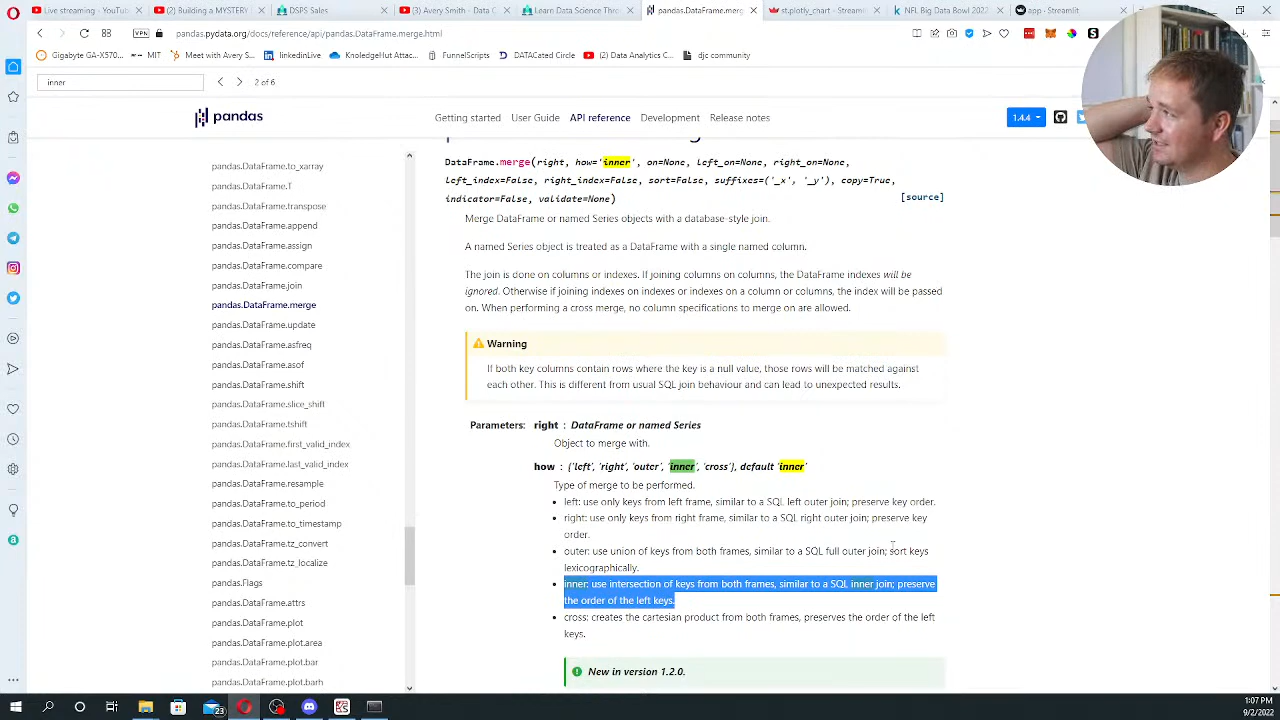 (3) Live streaming - YouTu
(2) Building a MYSTERY
DSPS Sales
(3) Avery Smith - Data C
Learn Data Science Thro
pandas.DataFrame.merge
st.plotly_chart - Streamlit
NFL Big Data Bowl 2022
app · Streamlit
VPN
pandas.pydata.org/docs/reference/api/pandas.DataFrame.merge.html
Gigabyte GA-X570...
MIT
Meet with Avery S...
linkedinLive
KnoledgeHut Attac...
FunnelScripts
DATACated Circle
(2) Data Analytics C...
djc community
inner
2 of 6
pandas
Getting started
User Guide
API reference
Development
Release notes
1.4.4
pandas.DataFrame.to_xarray
pandas.DataFrame.T
pandas.DataFrame.transpose
pandas.DataFrame.append
pandas.DataFrame.assign
pandas.DataFrame.compare
pandas.DataFrame.join
pandas.DataFrame.merge
pandas.DataFrame.update
pandas.DataFrame.asfreq
pandas.DataFrame.asof
pandas.DataFrame.shift
pandas.DataFrame.slice_shift
pandas.DataFrame.tshift
pandas.DataFrame.first_valid_index
pandas.DataFrame.last_valid_index
pandas.DataFrame.resample
pandas.DataFrame.to_period
pandas.DataFrame.to_timestamp
pandas.DataFrame.tz_convert
pandas.DataFrame.tz_localize
pandas.Flags
pandas.DataFrame.attrs
pandas.DataFrame.plot
pandas.DataFrame.plot.area
pandas.DataFrame.plot.bar
pandas.DataFrame.plot.barh
DataFrame.merge(right, how='inner', on=None, left_on=None, right_on=None,
left_index=False, right_index=False, sort=False, suffixes=('_x', '_y'), copy=True,
indicator=False, validate=None)
[source]
Merge DataFrame or named Series objects with a database-style join.
A named Series object is treated as a DataFrame with a single named column.
The join is done on columns or indexes. If joining columns on columns, the DataFrame indexes will be
ignored. Otherwise if joining indexes on indexes or indexes on a column or columns, the index will be passed
on. When performing a cross merge, no column specifications to merge on are allowed.
Warning
If both key columns contain rows where the key is a null value, those rows will be matched against
each other. This is different from usual SQL join behaviour and can lead to unexpected results.
Parameters: right : DataFrame or named Series
Object to merge with.
how : {'left', 'right', 'outer', 'inner', 'cross'}, default 'inner'
Type of merge to be performed.
• left: use only keys from left frame, similar to a SQL left outer join; preserve key order.
• right: use only keys from right frame, similar to a SQL right outer join; preserve key
order.
• outer: use union of keys from both frames, similar to a SQL full outer join; sort keys
lexicographically.
• inner: use intersection of keys from both frames, similar to a SQL inner join; preserve
the order of the left keys.
• cross: creates the cartesian product from both frames, preserves the order of the left
keys.
New in version 1.2.0.
23
1:07 PM
9/2/2022